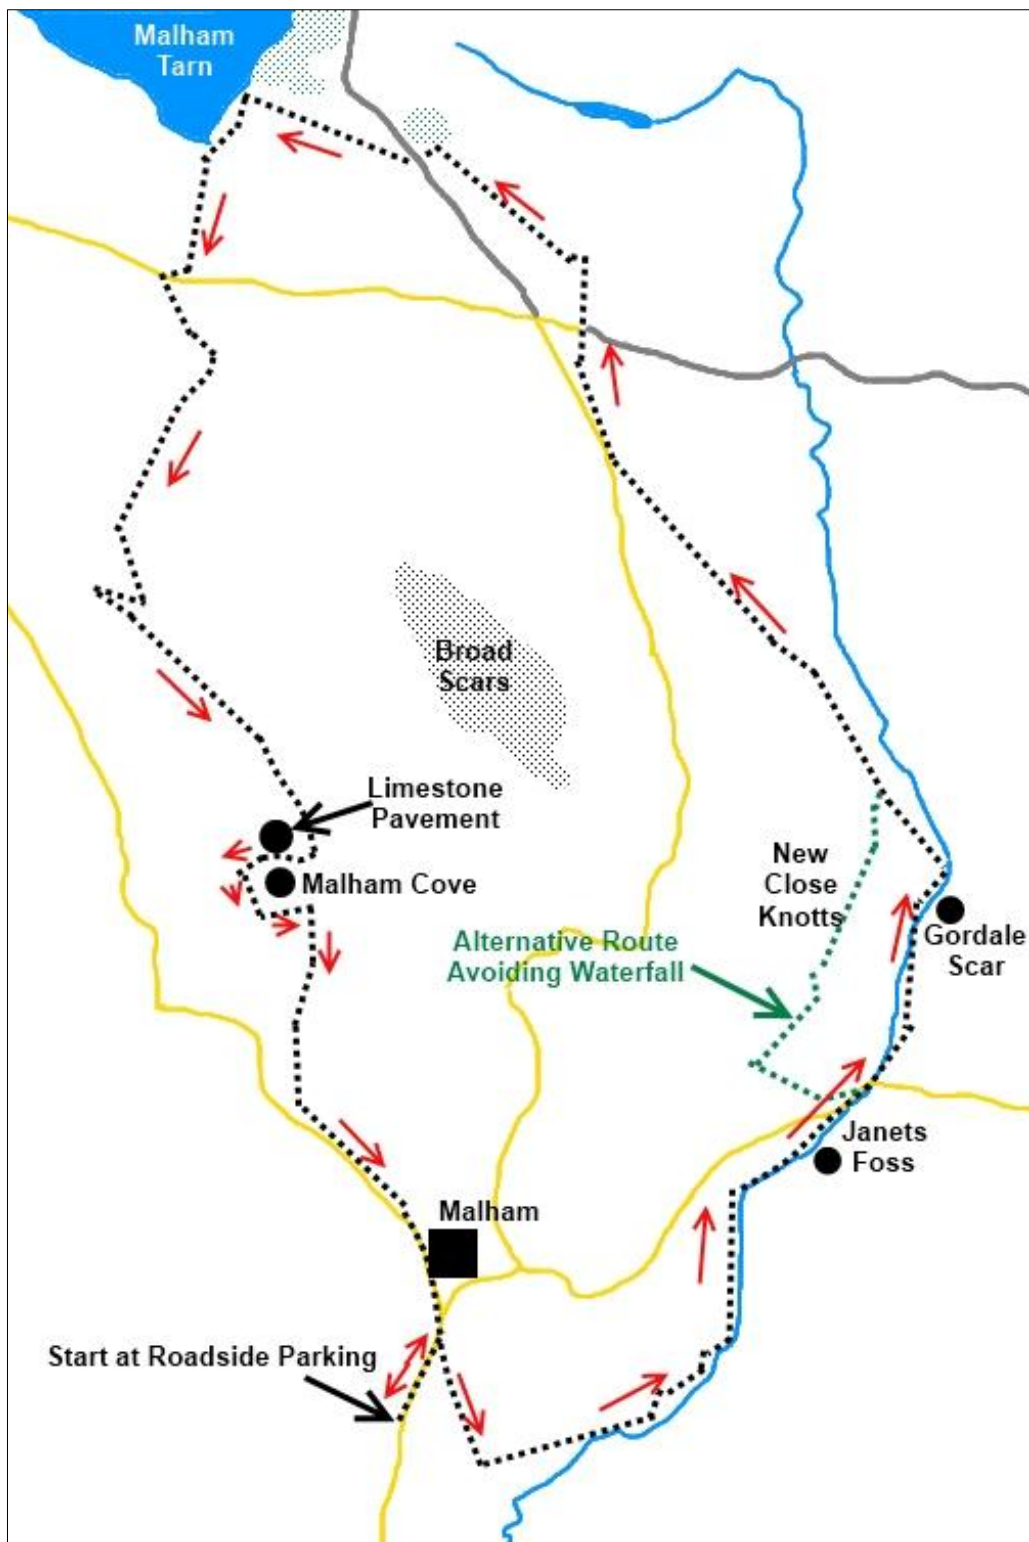 Malham
Tarn
Broad
Scars
Limestone
Pavement
Malham Cove
New
Close
Knotts
Gordale
Scar
Alternative Route
Avoiding Waterfall
Janets
Foss
Malham
Start at Roadside Parking